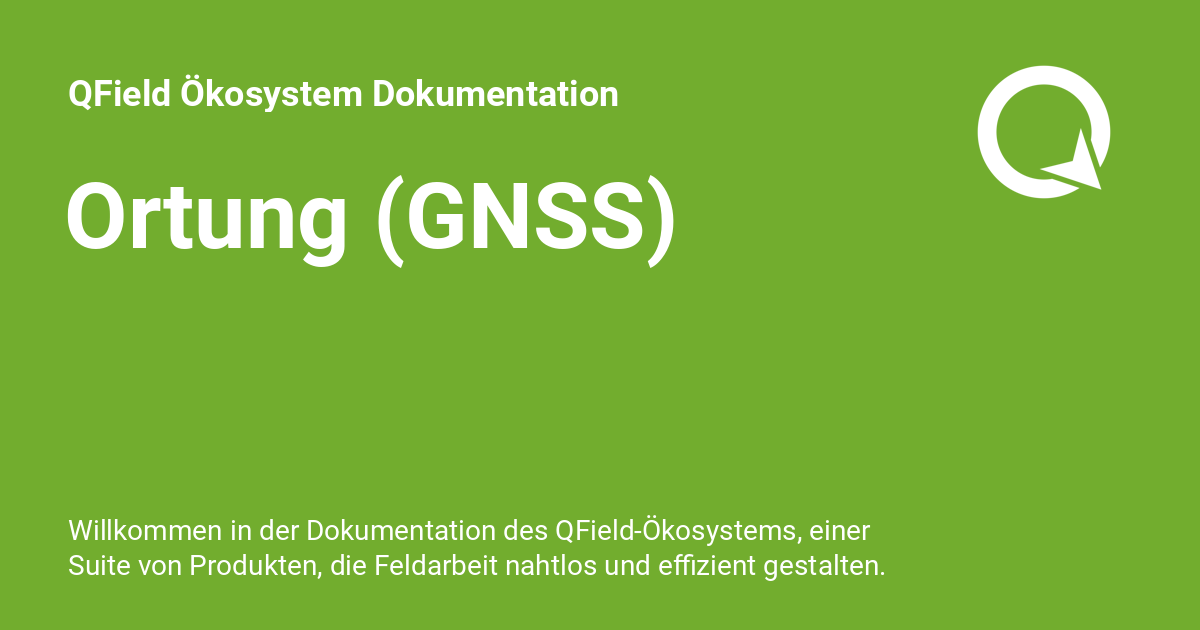 QField Ökosystem Dokumentation
Ortung (GNSS)
Willkommen in der Dokumentation des QField-Ökosystems, einer
Suite von Produkten, die Feldarbeit nahtlos und effizient gestalten.